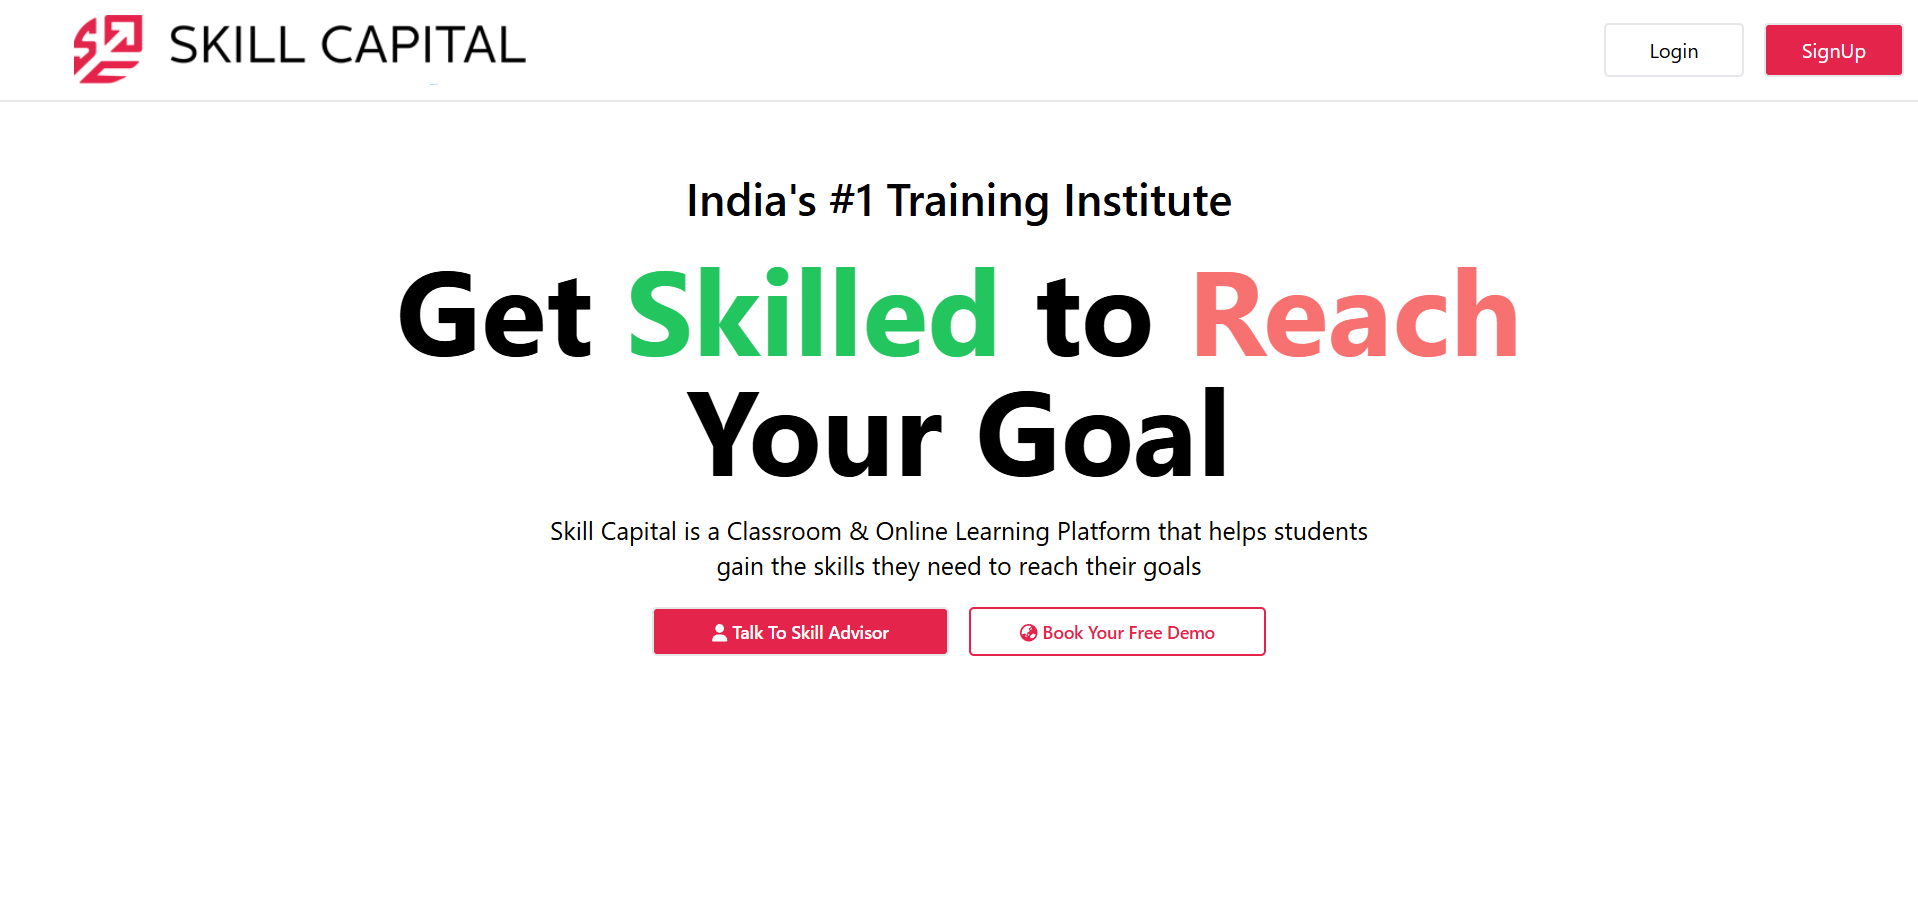 SKILL CAPITAL
Login
SignUp
India's #1 Training Institute
Get Skilled to Reach
Your Goal
Skill Capital is a Classroom & Online Learning Platform that helps students
gain the skills they need to reach their goals
Talk To Skill Advisor
Book Your Free Demo